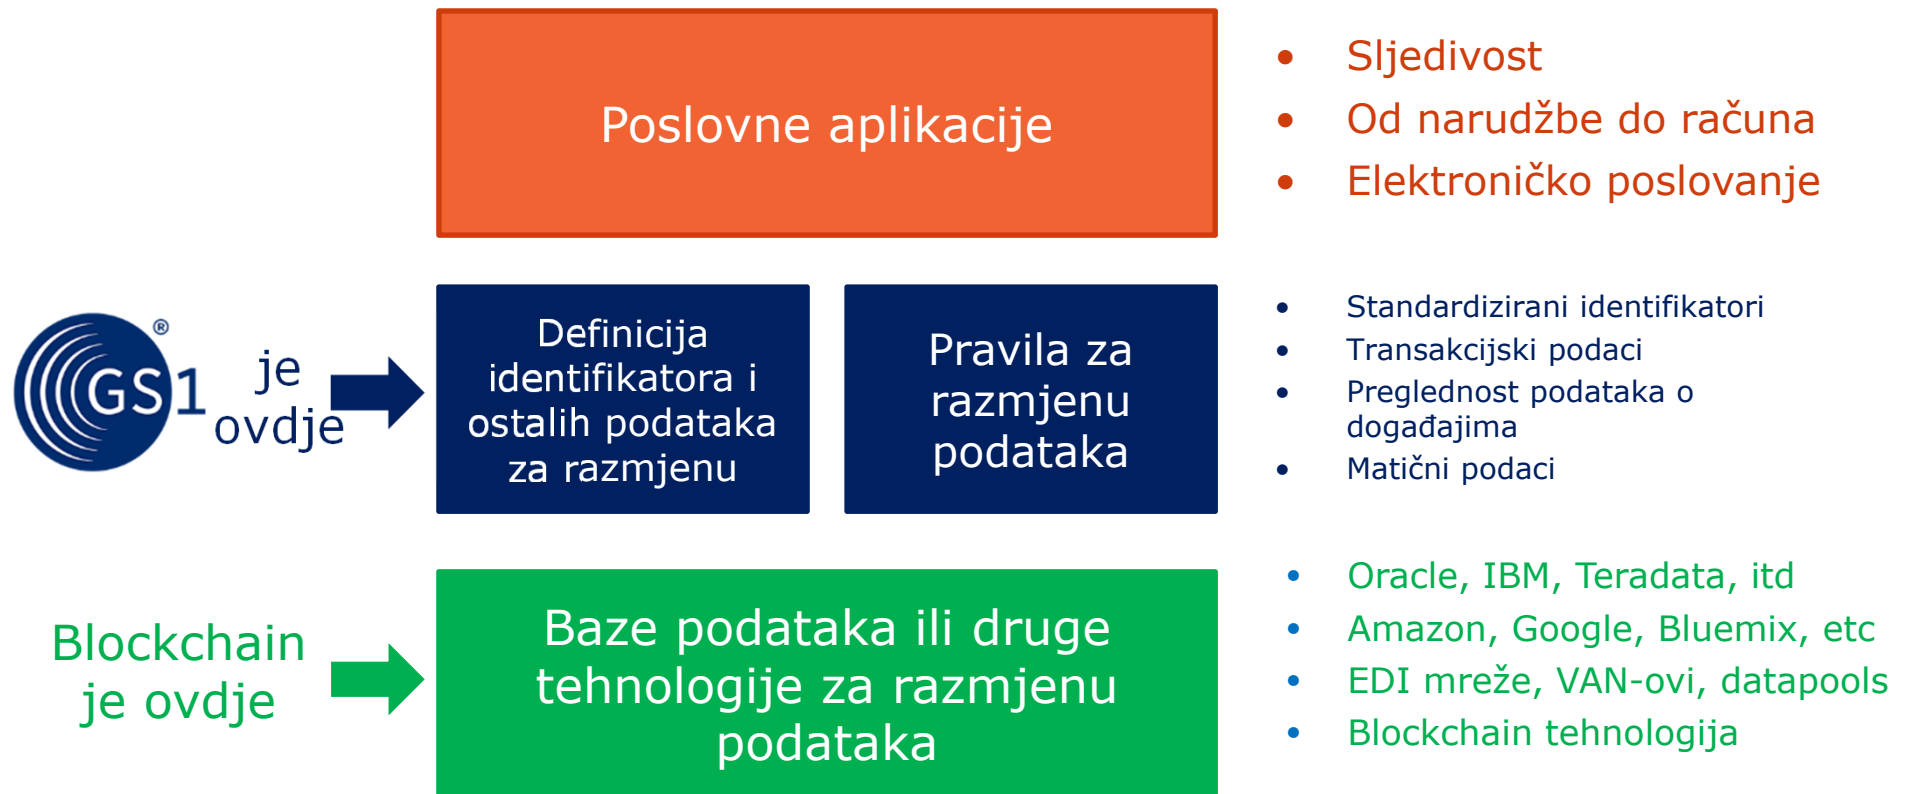 Poslovne aplikacije
• Sljedivost
• Od narudžbe do računa
• Elektroničko poslovanje
GS1
®
je
ovdje
Definicija
identifikatora i
ostalih podataka
za razmjenu
Pravila za
razmjenu
podataka
• Standardizirani identifikatori
• Transakcijski podaci
• Preglednost podataka o
događajima
• Matični podaci
Blockchain
je ovdje
Baze podataka ili druge
tehnologije za razmjenu
podataka
• Oracle, IBM, Teradata, itd
• Amazon, Google, Bluemix, etc
• EDI mreže, VAN-ovi, datapools
• Blockchain tehnologija